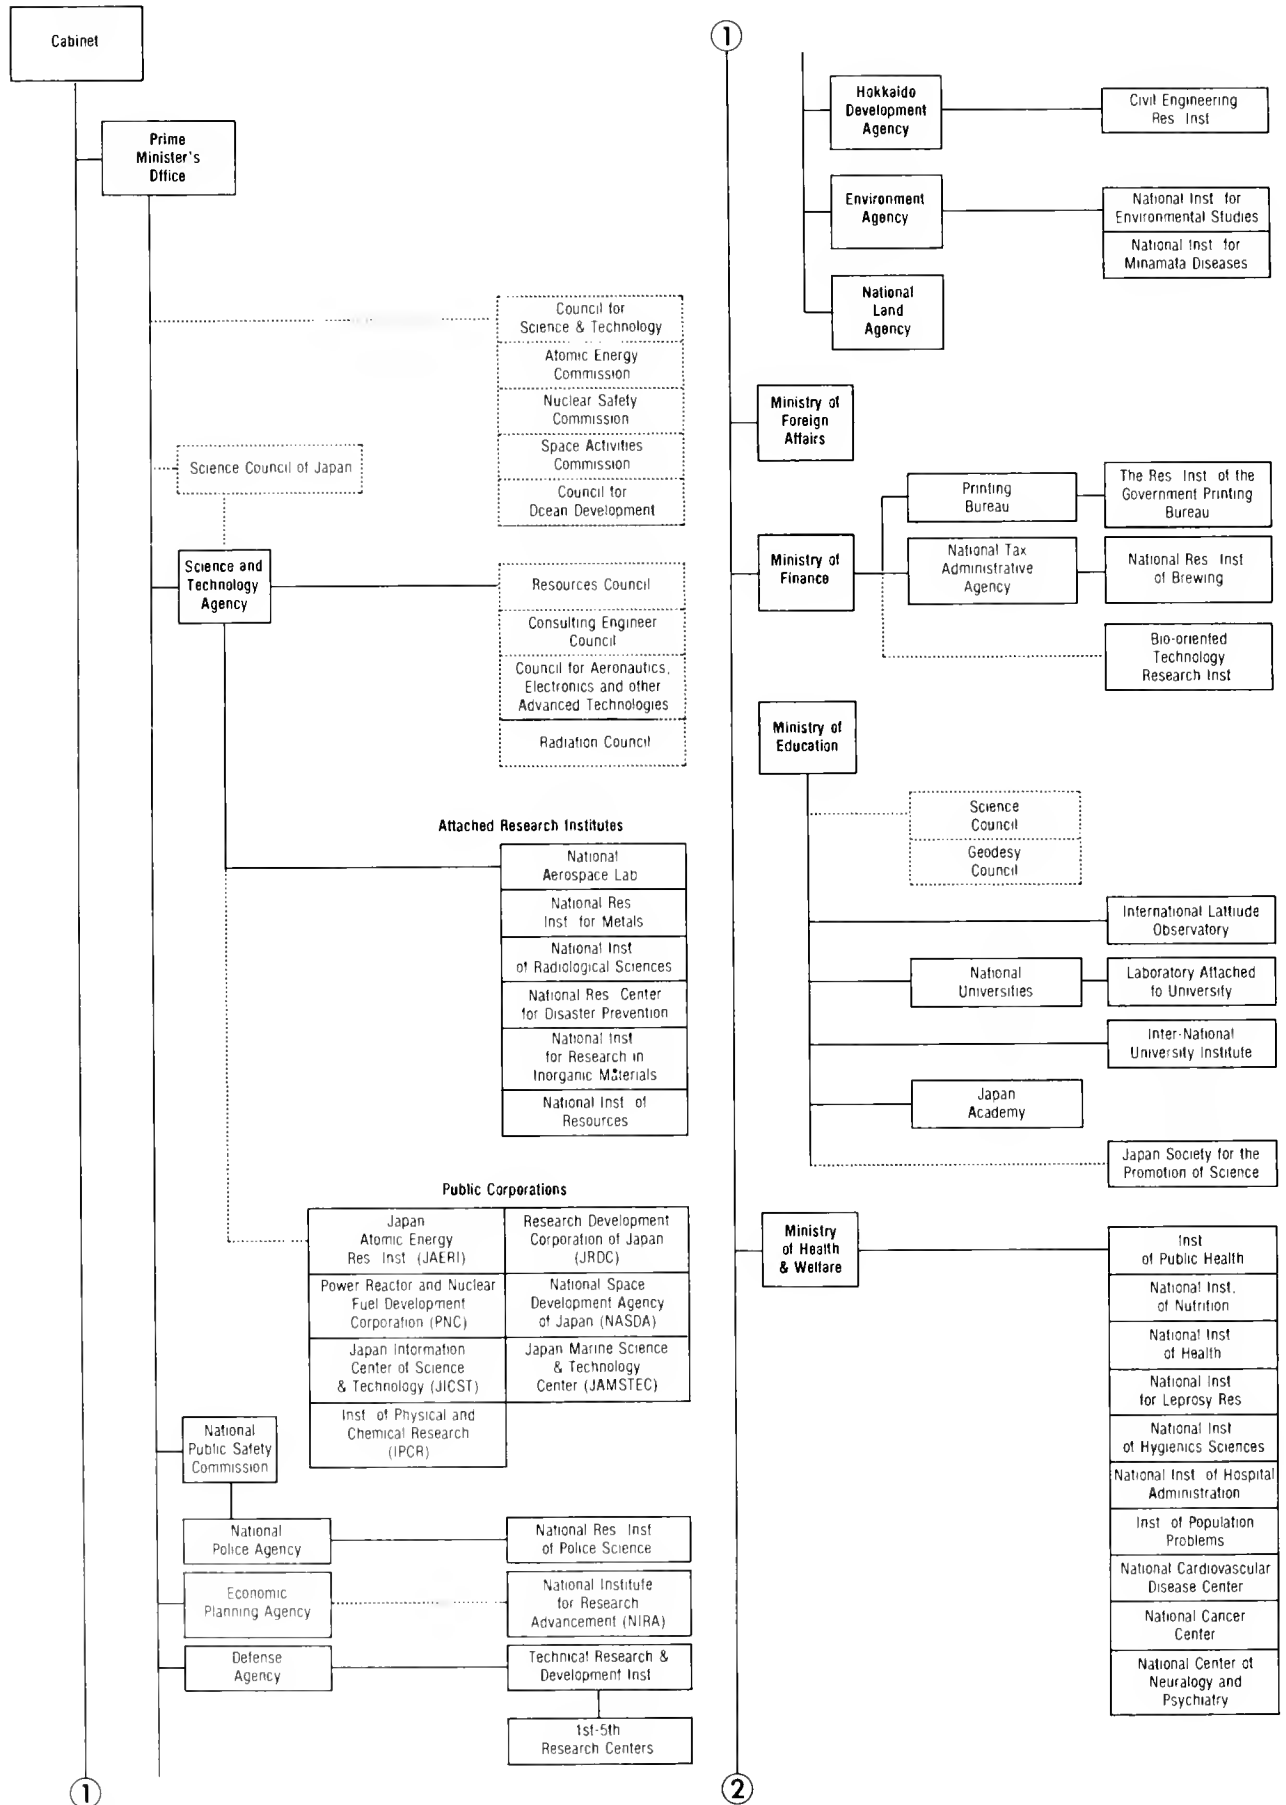 Cabinet
Prime
Minister's
Office
Council for
Science & Technology
Atomic Energy
Commission
Nuclear Safety
Commission
Space Activities
Commission
Council for
Ocean Development
Science Council of Japan
Science and
Technology
Agency
Resources Council
Consulting Engineer
Council
Council for Aeronautics,
Electronics and other
Advanced Technologies
Radiation Council
Attached Research Institutes
National
Aerospace Lab
National Res
Inst for Metals
National Inst
of Radiological Sciences
National Res Center
for Disaster Prevention
National Inst
for Research in
Inorganic Materials
National Inst of
Resources
Public Corporations
Japan
Atomic Energy
Res Inst (JAERI)
Research Development
Corporation of Japan
(JRDC)
Power Reactor and Nuclear
Fuel Development
Corporation (PNC)
National Space
Development Agency
of Japan (NASDA)
Japan Information
Center of Science
& Technology (JICST)
Japan Marine Science
& Technology
Center (JAMSTEC)
Inst of Physical and
Chemical Research
(IPCR)
National
Public Safety
Commission
National
Police Agency
National Res Inst
of Police Science
Economic
Planning Agency
National Institute
for Research
Advancement (NIRA)
Defense
Agency
Technical Research &
Development Inst
1st-5th
Research Centers
1
1
Hokkaido
Development
Agency
Civil Engineering
Res Inst
Environment
Agency
National Inst for
Environmental Studies
National Inst for
Minamata Diseases
National
Land
Agency
Ministry of
Foreign
Affairs
Ministry of
Finance
Printing
Bureau
The Res Inst of the
Government Printing
Bureau
National Tax
Administrative
Agency
National Res Inst
of Brewing
Bio-oriented
Technology
Research Inst
Ministry of
Education
Science
Council
Geodesy
Council
International Lattiude
Observatory
National
Universities
Laboratory Attached
to University
Inter-National
University Institute
Japan
Academy
Japan Society for the
Promotion of Science
Ministry
of Health
& Welfare
Inst
of Public Health
National Inst.
of Nutrition
National Inst
of Health
National Inst
for Leprosy Res
National Inst
of Hygienics Sciences
National Inst of Hospital
Administration
Inst of Population
Problems
National Cardiovascular
Disease Center
National Cancer
Center
National Center of
Neuralogy and
Psychiatry
2